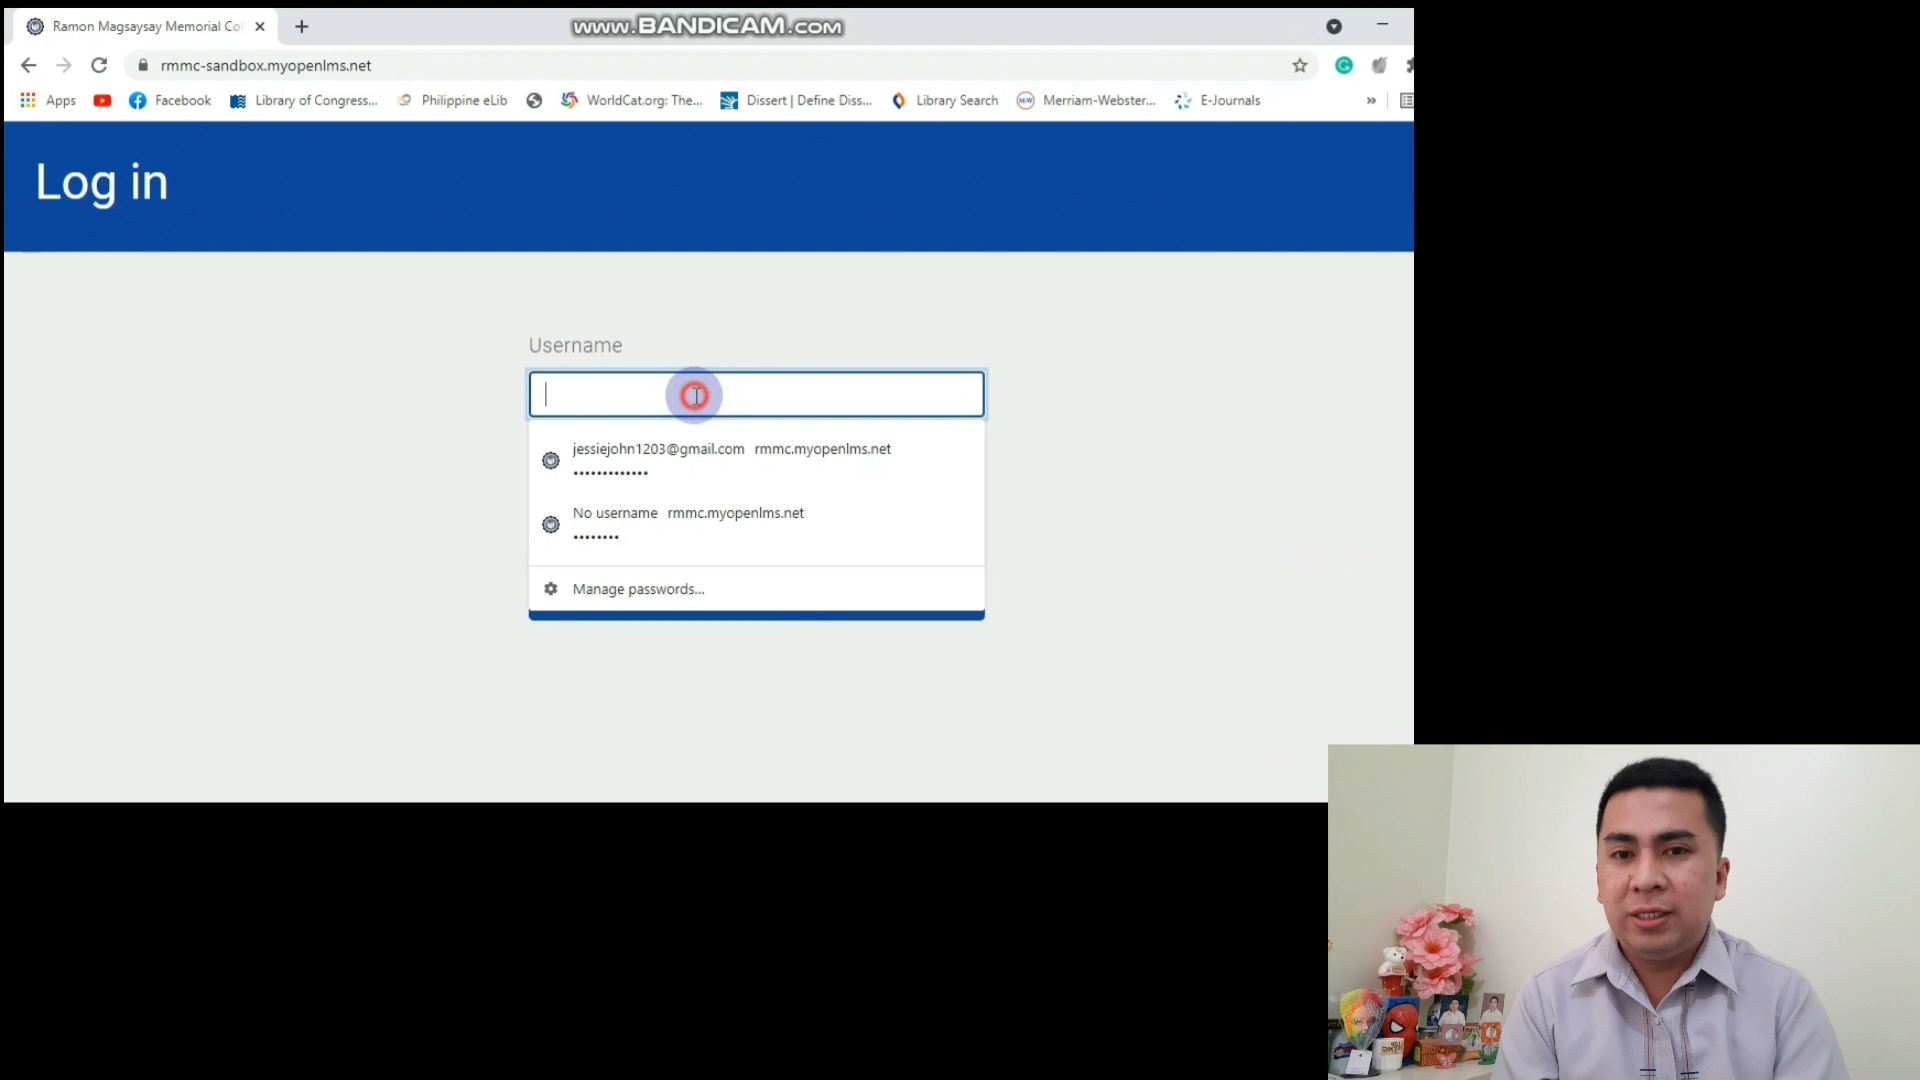 Ramon Magsaysay Memorial Co
www.BANDICAM.com
rmmc-sandbox.myopenlms.net
Apps
Facebook
Library of Congress...
Philippine eLib
WorldCat.org: The...
Dissert | Define Diss...
Library Search
Merriam-Webster...
E-Journals
»
Log in
Username
jessiejohn1203@gmail.com rmmc.myopenlms.net
•••••••••••••
No username rmmc.myopenlms.net
••••••••
Manage passwords...